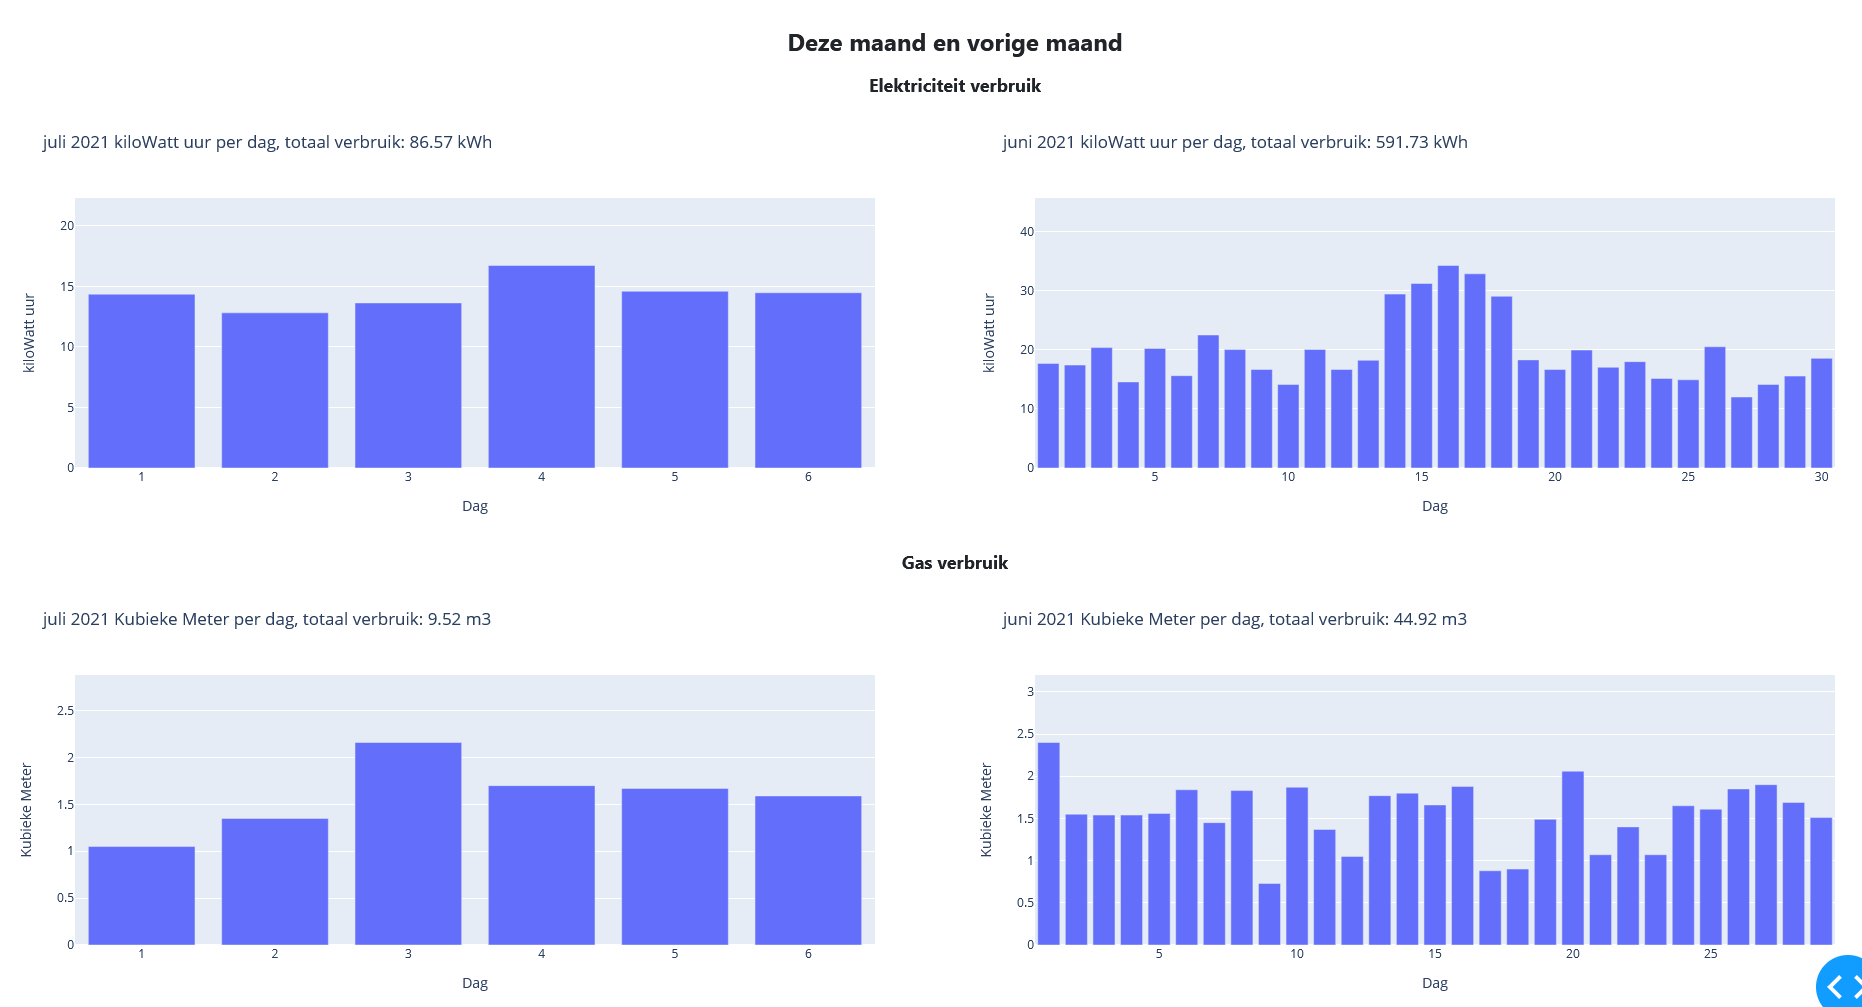 Deze maand en vorige maand
Elektriciteit verbruik
juli 2021 kiloWatt uur per dag, totaal verbruik: 86.57 kWh
20
15
10
5
0
kiloWatt uur
1 2 3 4 5 6
Dag
juni 2021 kiloWatt uur per dag, totaal verbruik: 591.73 kWh
40
30
20
10
0
kiloWatt uur
5 10 15 20 25 30
Dag
Gas verbruik
juli 2021 Kubieke Meter per dag, totaal verbruik: 9.52 m3
2.5
2
1.5
1
0.5
0
Kubieke Meter
1 2 3 4 5 6
Dag
juni 2021 Kubieke Meter per dag, totaal verbruik: 44.92 m3
3
2.5
2
1.5
1
0.5
0
Kubieke Meter
5 10 15 20 25
Dag